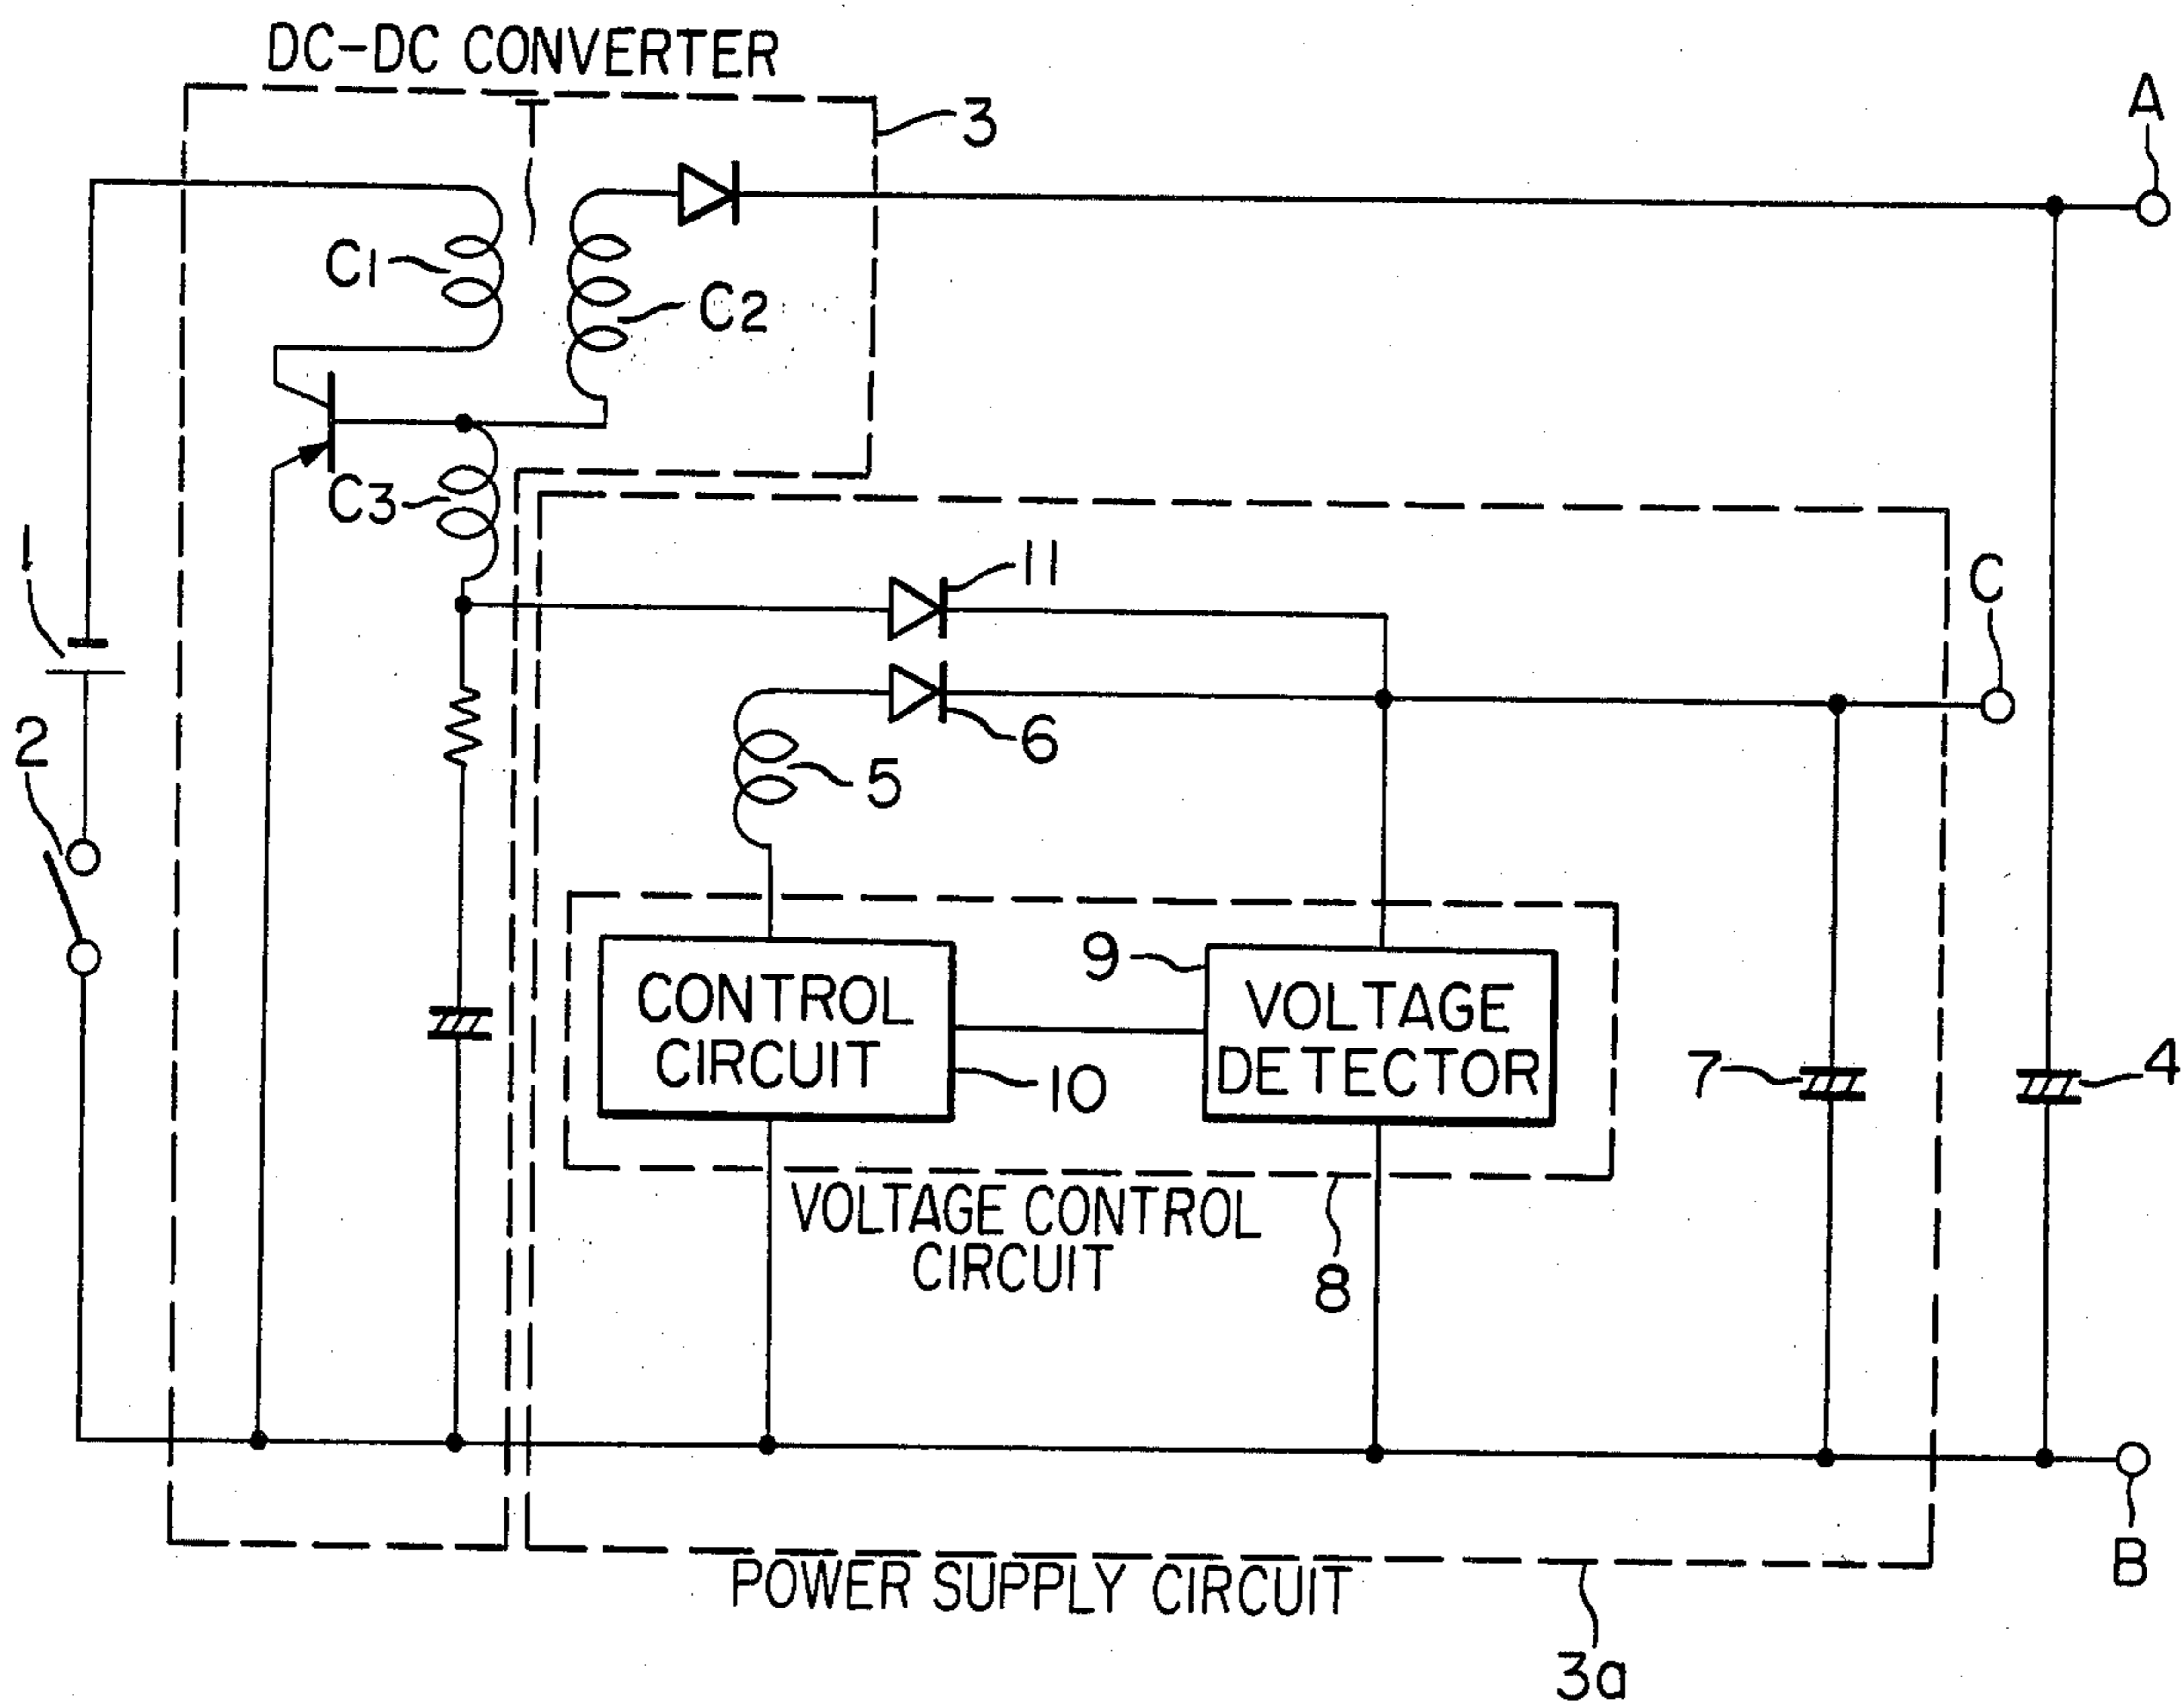 DC-DC CONVERTER
3
A
C1
C2
C3
1
11
C
2
6
5
9
CONTROL
CIRCUIT
VOLTAGE
DETECTOR
10
7
4
VOLTAGE CONTROL
CIRCUIT
8
POWER SUPPLY CIRCUIT
B
3a